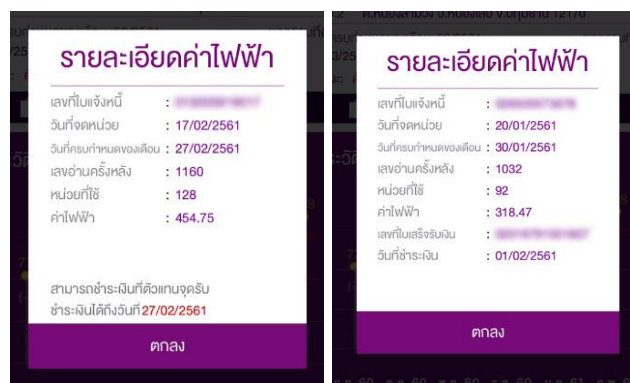 รายละเอียดค่าไฟฟ้า
เลขที่ใบแจ้งหนี้ :
วันที่จดหน่วย : 17/02/2561
วันที่ครบกำหนดของเดือน : 27/02/2561
เลขอ่านครั้งหลัง : 1160
หน่วยที่ใช้ : 128
ค่าไฟฟ้า : 454.75
สามารถชำระเงินที่ตัวแทนจุดรับ
ชำระเงินได้ถึงวันที่ 27/02/2561
ตกลง
รายละเอียดค่าไฟฟ้า
เลขที่ใบแจ้งหนี้ :
วันที่จดหน่วย : 20/01/2561
วันที่ครบกำหนดของเดือน : 30/01/2561
เลขอ่านครั้งหลัง : 1032
หน่วยที่ใช้ : 92
ค่าไฟฟ้า : 318.47
เลขที่ใบเสร็จรับเงิน :
วันที่ชำระเงิน : 01/02/2561
ตกลง